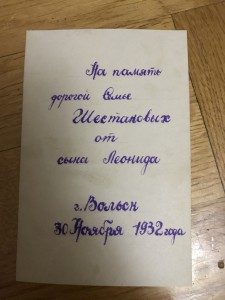 На память
дорогой Семье
Шестаковых
от
сына Леонида
г. Вольск
30 Ноября 1932 года